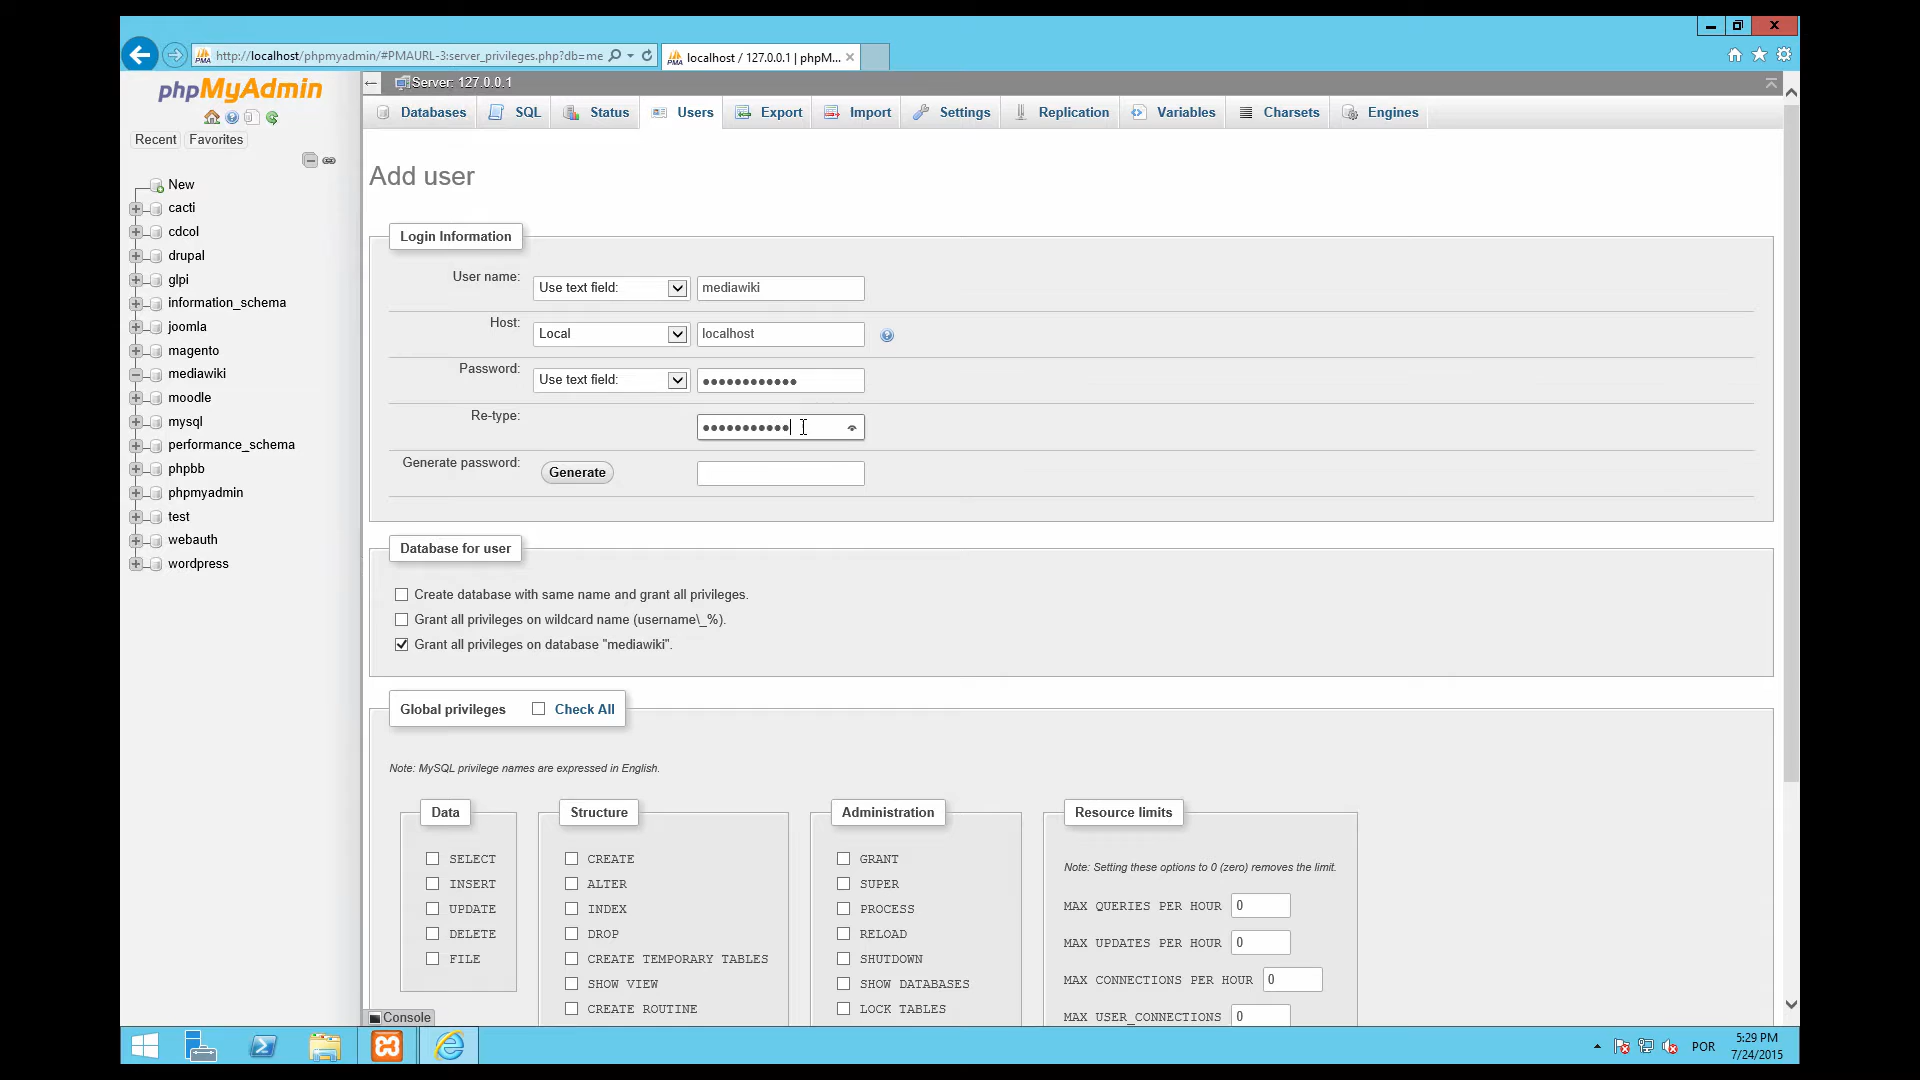 http://localhost/phpmyadmin/#PMAURL-3:server_privileges.php?db=me
localhost / 127.0.0.1 | phpM...
phpMyAdmin
Recent
Favorites
New
cacti
cdcol
drupal
glpi
information_schema
joomla
magento
mediawiki
moodle
mysql
performance_schema
phpbb
phpmyadmin
test
webauth
wordpress
Server: 127.0.0.1
Databases
SQL
Status
Users
Export
Import
Settings
Replication
Variables
Charsets
Engines
Add user
Login Information
User name:
Use text field:
mediawiki
Host:
Local
localhost
Password:
Use text field:
••••••••••••
Re-type:
•••••••••••
Generate password:
Generate
Database for user
Create database with same name and grant all privileges.
Grant all privileges on wildcard name (username\_%).
Grant all privileges on database "mediawiki".
Global privileges
Check All
Note: MySQL privilege names are expressed in English.
Data
SELECT
INSERT
UPDATE
DELETE
FILE
Structure
CREATE
ALTER
INDEX
DROP
CREATE TEMPORARY TABLES
SHOW VIEW
CREATE ROUTINE
Administration
GRANT
SUPER
PROCESS
RELOAD
SHUTDOWN
SHOW DATABASES
LOCK TABLES
Resource limits
Note: Setting these options to 0 (zero) removes the limit.
MAX QUERIES PER HOUR 0
MAX UPDATES PER HOUR 0
MAX CONNECTIONS PER HOUR 0
MAX USER_CONNECTIONS 0
Console
POR
5:29 PM
7/24/2015